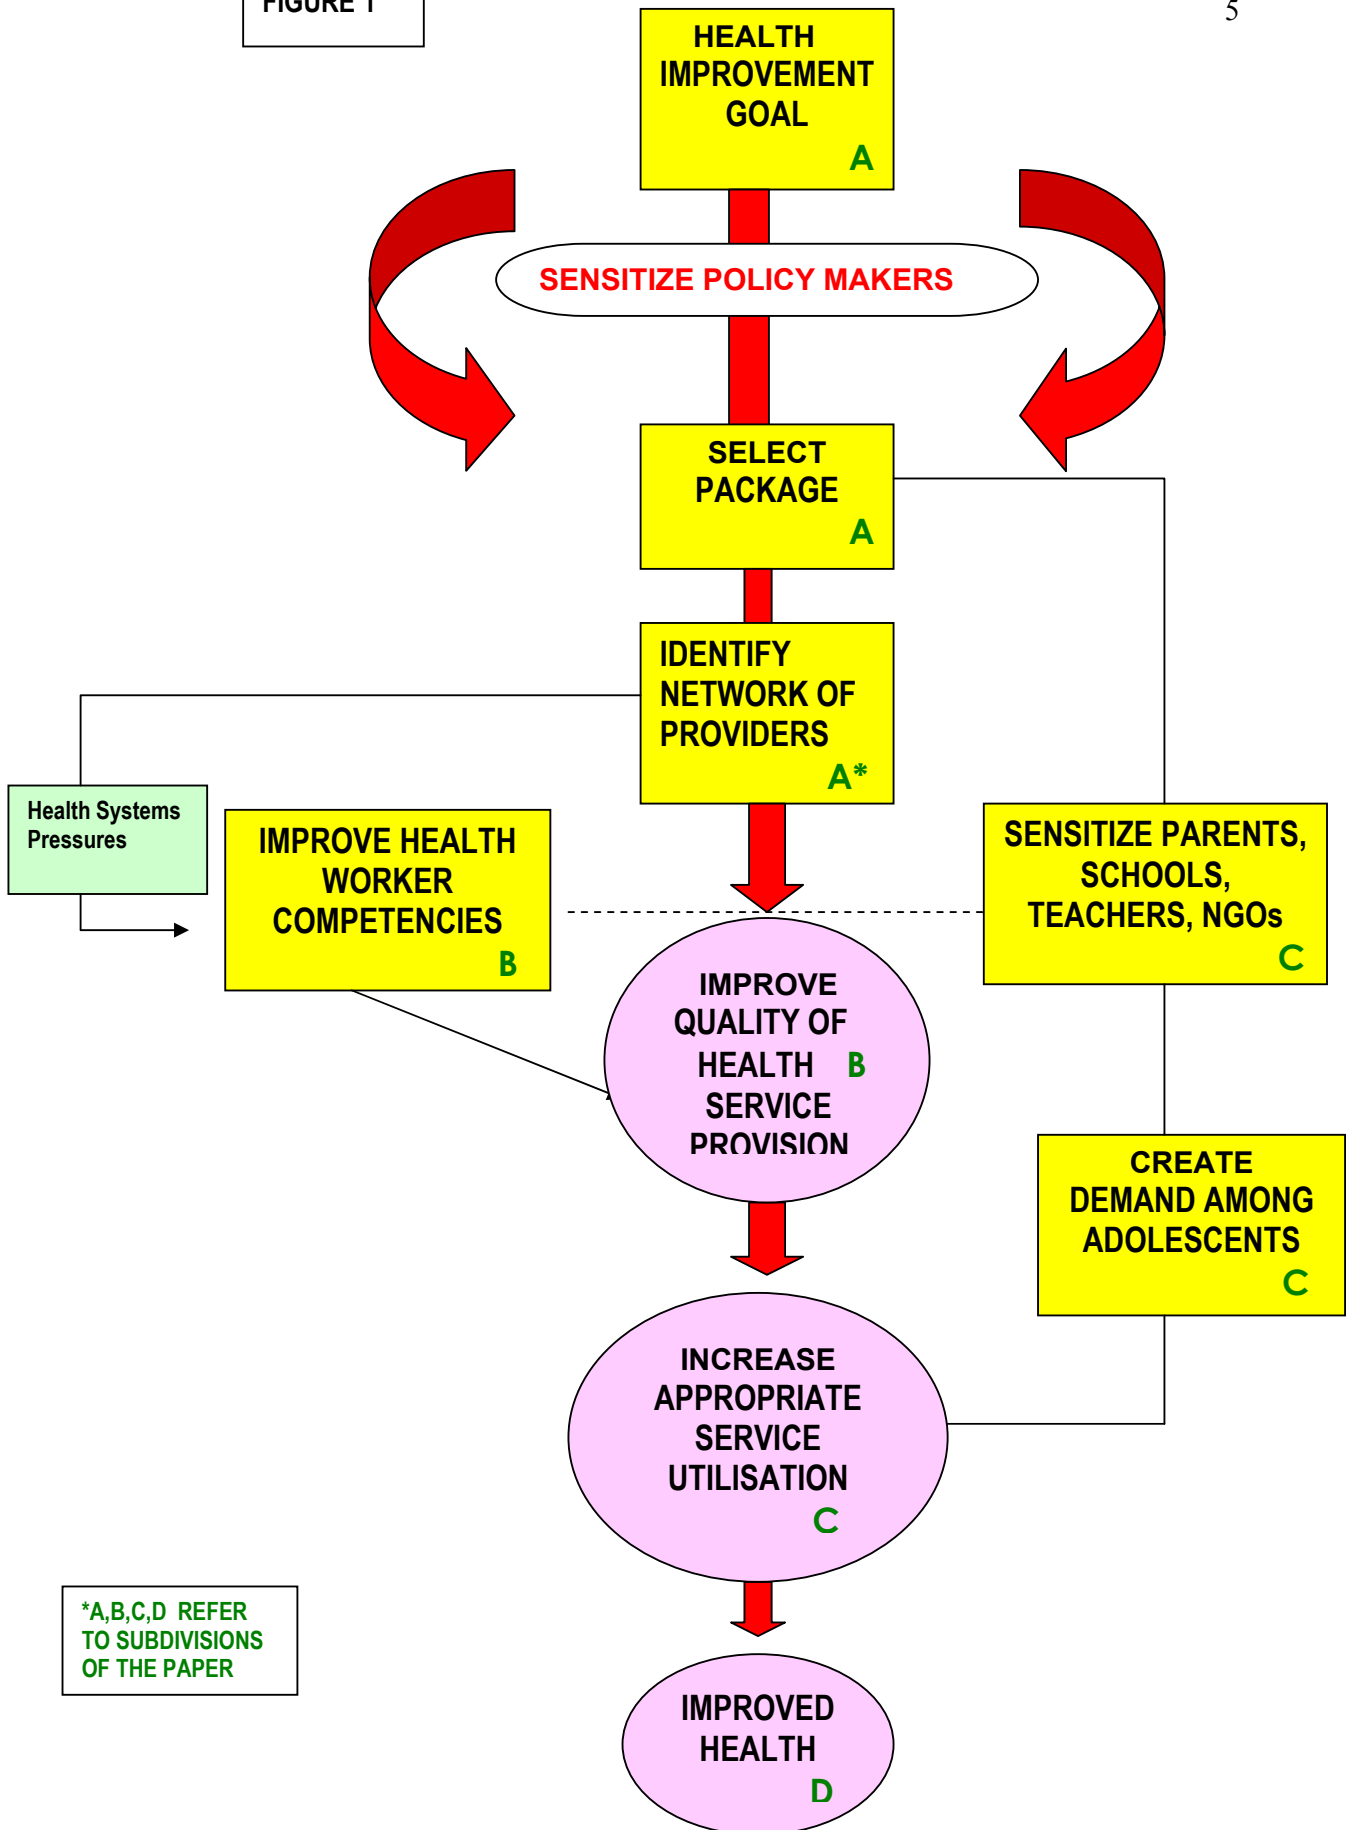 FIGURE 1
5
HEALTH
IMPROVEMENT
GOAL
A
SENSITIZE POLICY MAKERS
SELECT
PACKAGE
A
IDENTIFY
NETWORK OF
PROVIDERS
A*
Health Systems
Pressures
IMPROVE HEALTH
WORKER
COMPETENCIES
B
SENSITIZE PARENTS,
SCHOOLS,
TEACHERS, NGOs
C
IMPROVE
QUALITY OF
HEALTH B
SERVICE
PROVISION
CREATE
DEMAND AMONG
ADOLESCENTS
C
INCREASE
APPROPRIATE
SERVICE
UTILISATION
C
*A,B,C,D REFER
TO SUBDIVISIONS
OF THE PAPER
IMPROVED
HEALTH
D